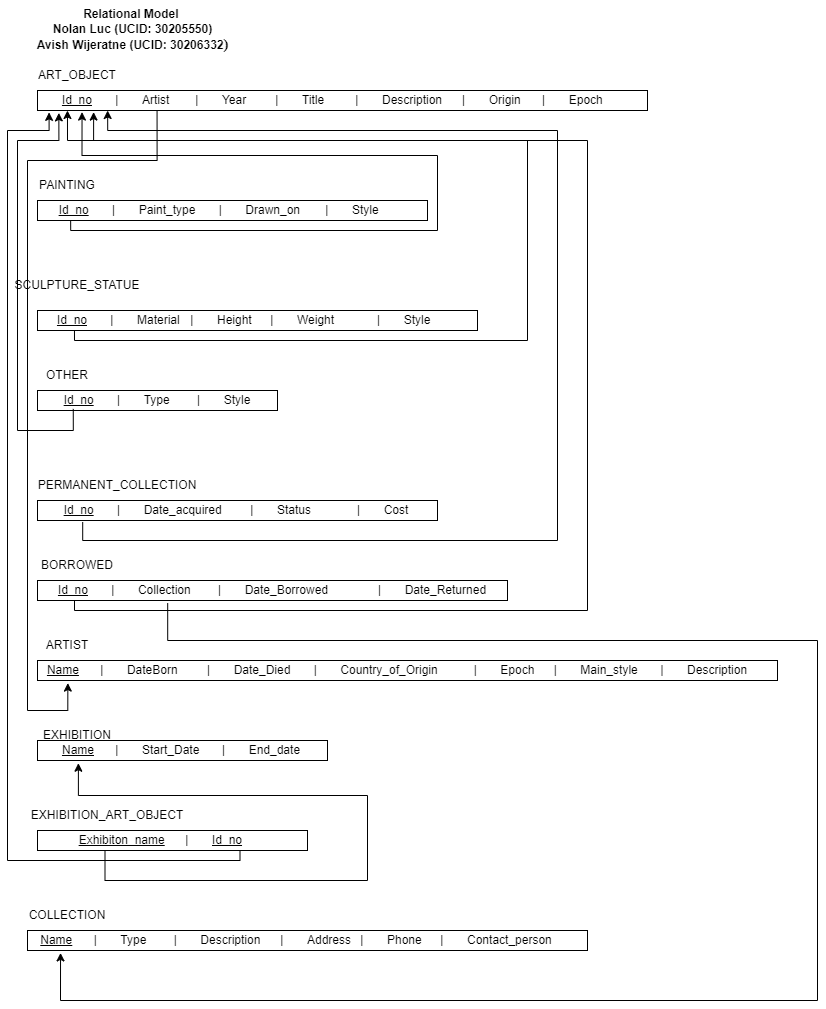 Relational Model
Nolan Luc (UCID: 30205550)
Avish Wijeratne (UCID: 30206332)
ART_OBJECT
Id_no | Artist | Year | Title | Description | Origin | Epoch
PAINTING
Id_no | Paint_type | Drawn_on | Style
SCULPTURE_STATUE
Id_no | Material | Height | Weight | Style
OTHER
Id_no | Type | Style
PERMANENT_COLLECTION
Id_no | Date_acquired | Status | Cost
BORROWED
Id_no | Collection | Date_Borrowed | Date_Returned
ARTIST
Name | DateBorn | Date_Died | Country_of_Origin | Epoch | Main_style | Description
EXHIBITION
Name | Start_Date | End_date
EXHIBITION_ART_OBJECT
Exhibiton_name | Id_no
COLLECTION
Name | Type | Description | Address | Phone | Contact_person